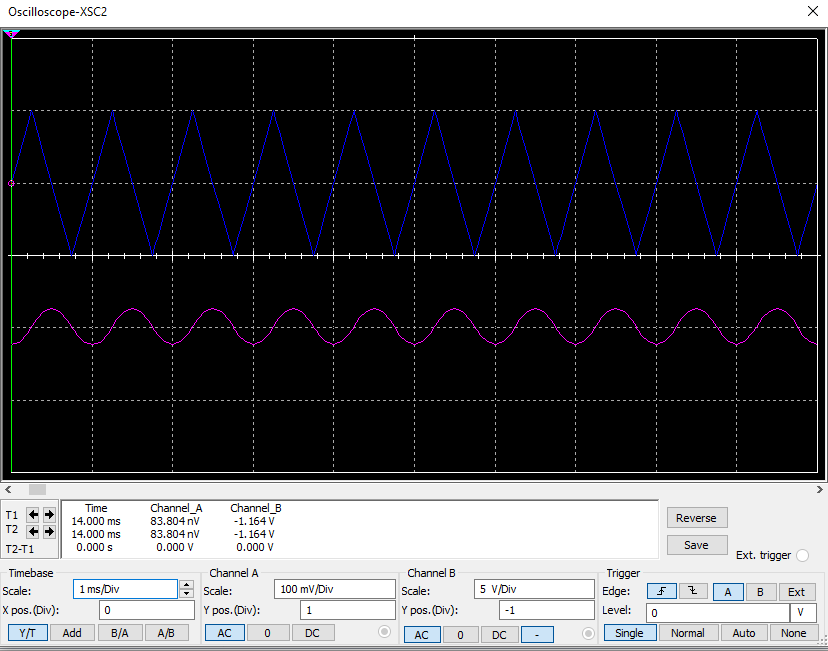 Oscilloscope-XSC2
Time Channel_A Channel_B
T1 14.000 ms 83.804 nV -1.164 V
T2 14.000 ms 83.804 nV -1.164 V
T2-T1 0.000 s 0.000 V 0.000 V
Reverse
Save
Ext. trigger
Timebase Channel A Channel B Trigger
Scale: 1 ms/Div Scale: 100 mV/Div Scale: 5 V/Div Edge: A B Ext
X pos.(Div): 0 Y pos.(Div): 1 Y pos.(Div): -1 Level: 0 V
Y/T Add B/A A/B AC 0 DC AC 0 DC - Single Normal Auto None